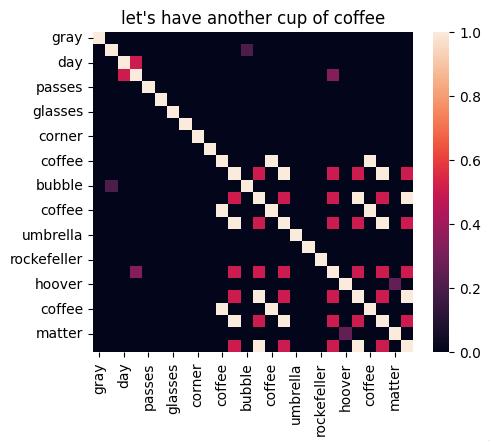 let's have another cup of coffee
gray
day
passes
glasses
corner
coffee
bubble
coffee
umbrella
rockefeller
hoover
coffee
matter
1.0
0.8
0.6
0.4
0.2
0.0
gray
day
passes
glasses
corner
coffee
bubble
coffee
umbrella
rockefeller
hoover
coffee
matter